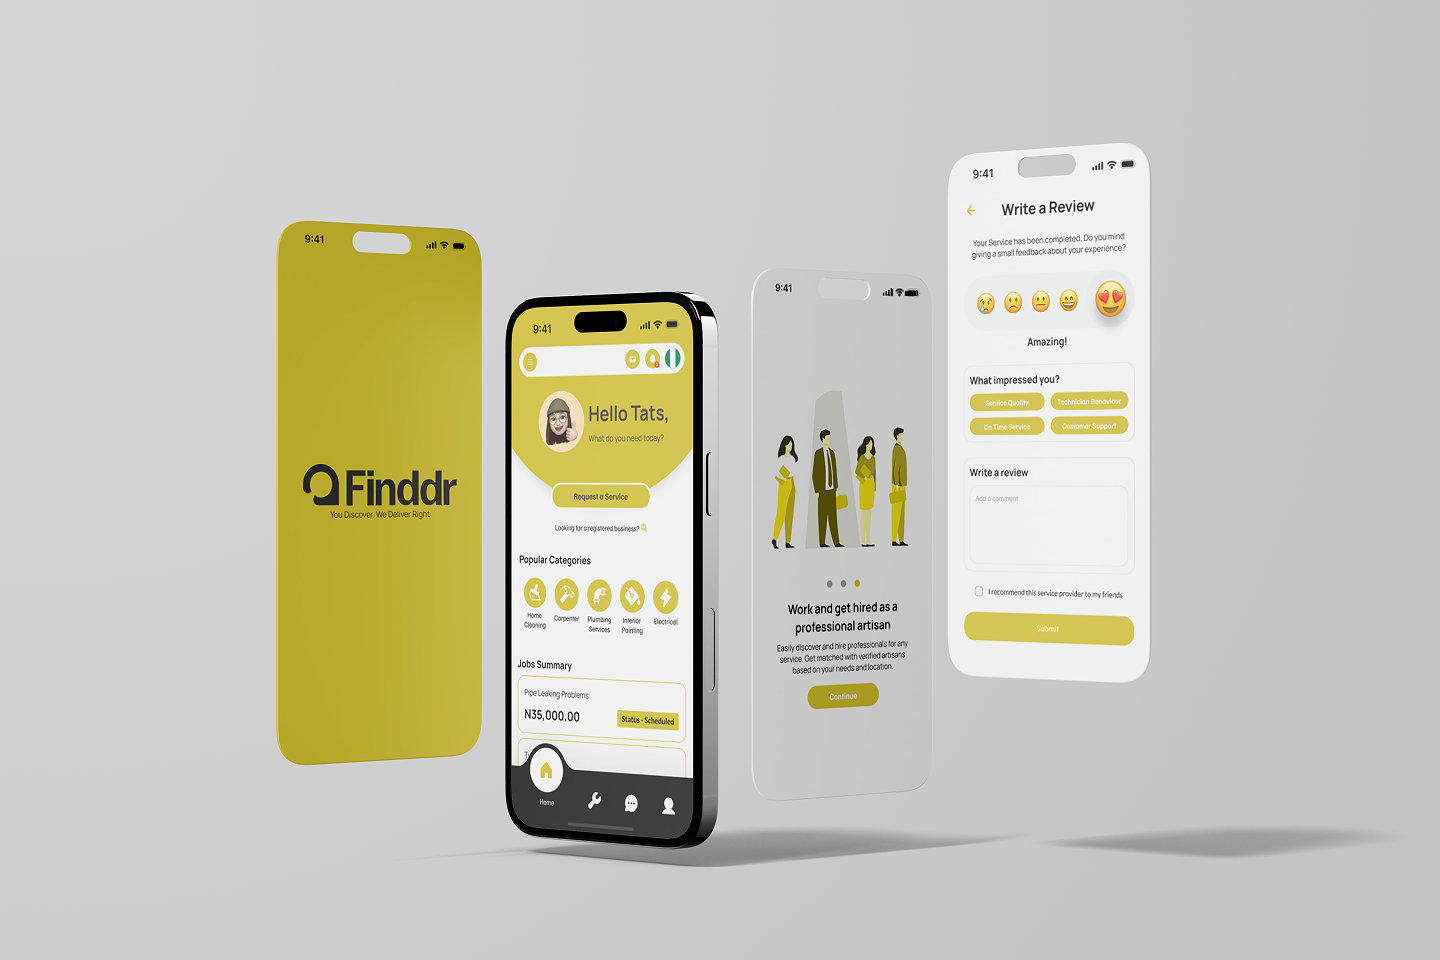 9:41
Finddr
You Discover. We Deliver Right
9:41
Hello Tats,
What do you need today?
Request a Service
Looking for a registered business?
Popular Categories
Home
Cleaning
Carpenter
Plumbing
Services
Interior
Painting
Electrical
Jobs Summary
Pipe Leaking Problems
N35,000.00
Status - Scheduled
Home
9:41
Work and get hired as a
professional artisan
Easily discover and hire professionals for any
service. Get matched with verified artisans
based on your needs and location.
Continue
9:41
Write a Review
Your Service has been completed, Do you mind
giving a small feedback about your experience?
Amazing!
What impressed you?
Service Quality
Technician Behaviour
On Time Service
Customer Support
Write a review
Add a comment
I recommend this service provider to my friends
Submit